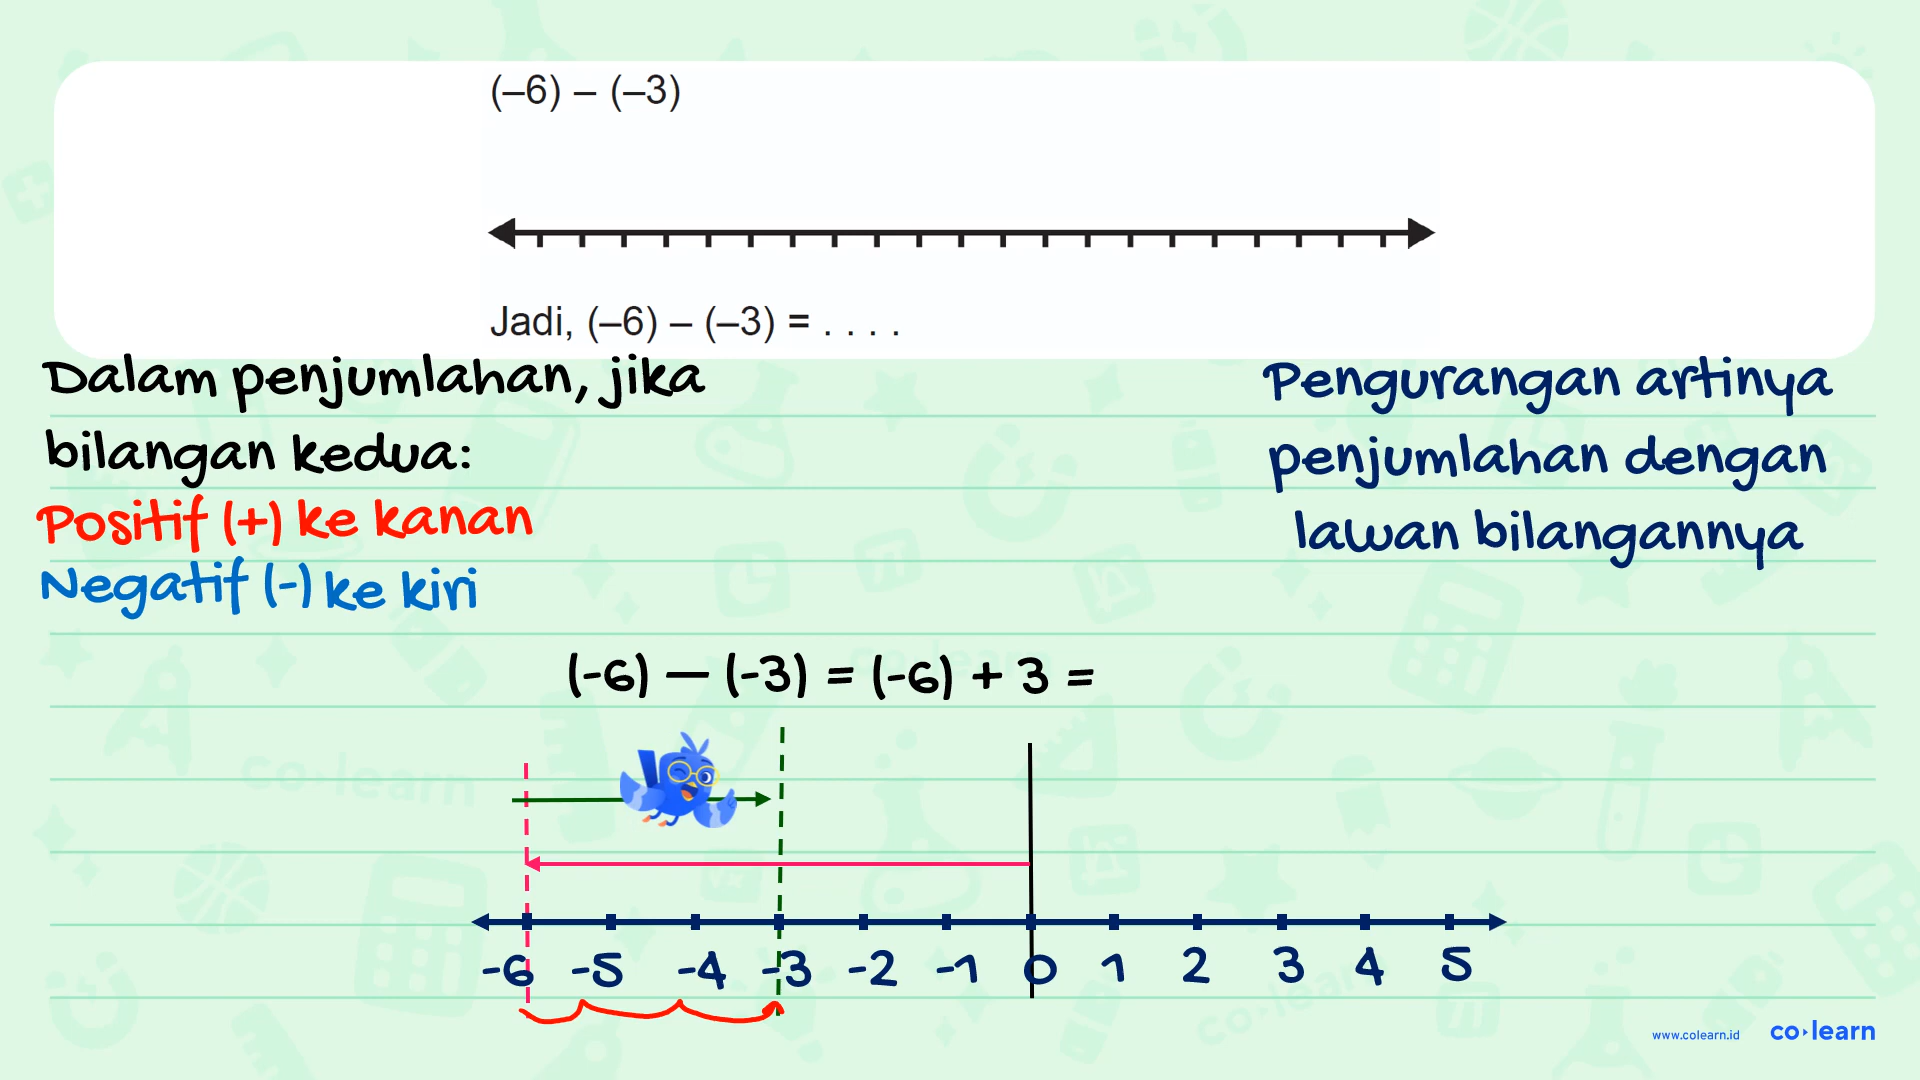 (–6) – (–3)
Jadi, (–6) – (–3) = . . . .
Dalam penjumlahan, jika
bilangan kedua:
Positif (+) ke kanan
Negatif (-) ke kiri
Pengurangan artinya
penjumlahan dengan
lawan bilangannya
(-6) — (-3) = (-6) + 3 =
-6 -5 -4 -3 -2 -1 0 1 2 3 4 5
www.colearn.id
co›learn